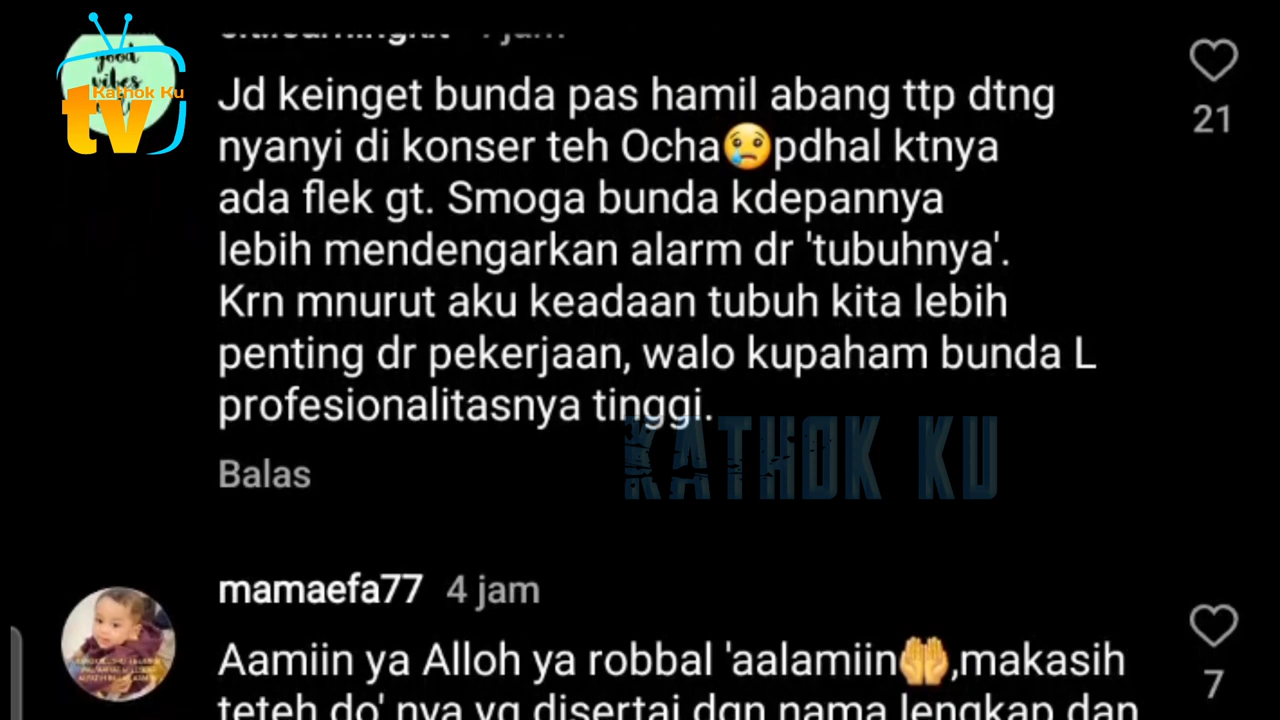 good
vibes
Kathok Ku
tv
21
Jd keinget bunda pas hamil abang ttp dtng
nyanyi di konser teh Ocha😢pdhal ktnya
ada flek gt. Smoga bunda kdepannya
lebih mendengarkan alarm dr 'tubuhnya'.
Krn mnurut aku keadaan tubuh kita lebih
penting dr pekerjaan, walo kupaham bunda L
profesionalitasnya tinggi.
KATHOK KU
Balas
mamaefa77 4 jam
Aamiin ya Alloh ya robbal 'aalamiin🤲,makasih
7
teteh do' nya yg disertai dgn nama lengkap dan